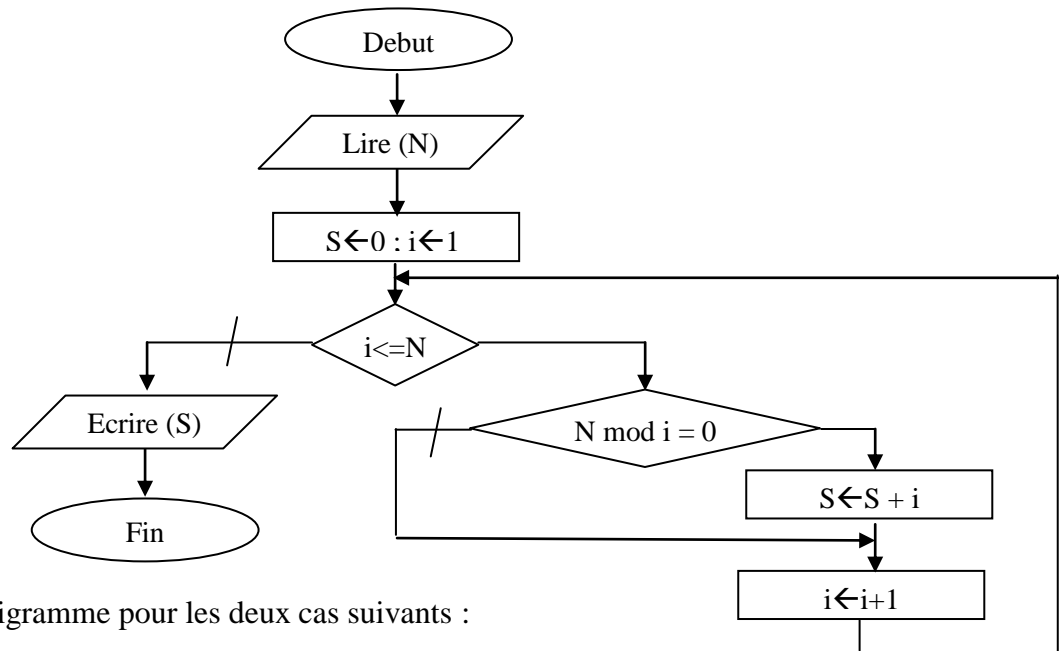 Debut
Lire (N)
S←0 ; i←1
i<=N
Ecrire (S)
N mod i = 0
S←S + i
Fin
i←i+1
igramme pour les deux cas suivants :